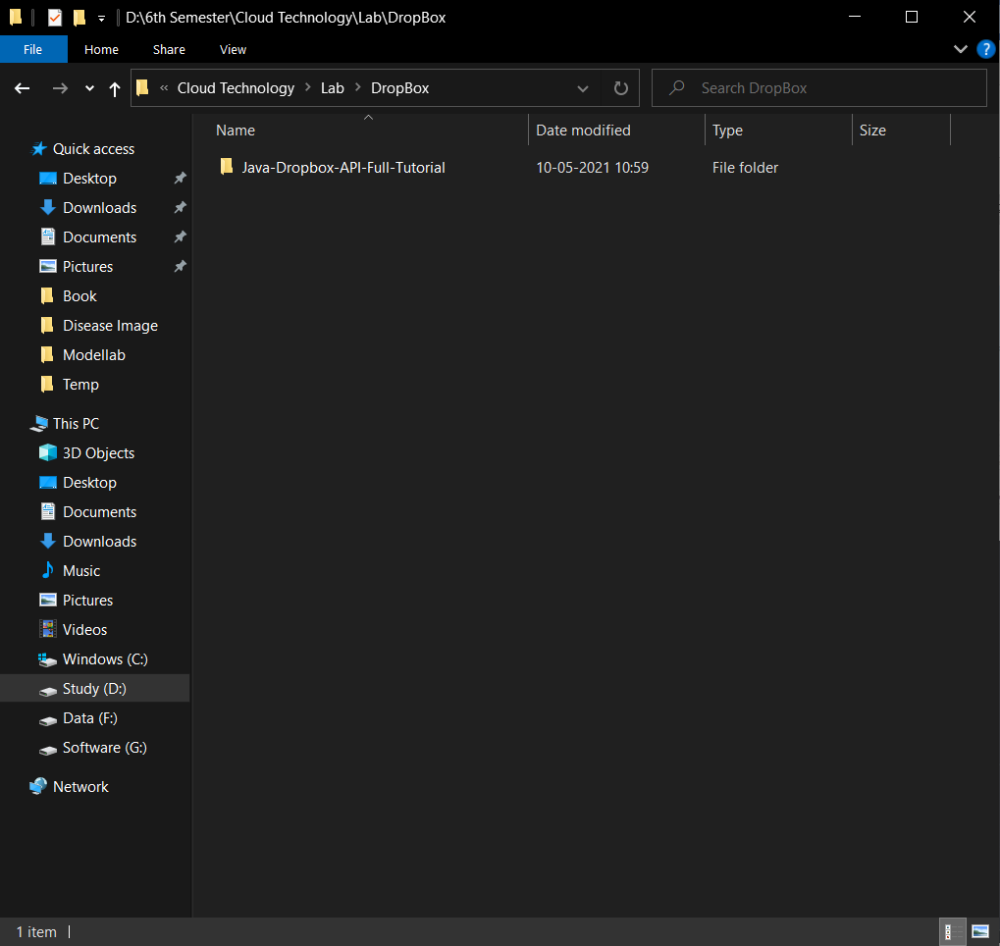 D:\6th Semester\Cloud Technology\Lab\DropBox
File Home Share View ?
« Cloud Technology > Lab > DropBox Search DropBox
Name Date modified Type Size
Java-Dropbox-API-Full-Tutorial 10-05-2021 10:59 File folder
Quick access
Desktop
Downloads
Documents
Pictures
Book
Disease Image
Modellab
Temp
This PC
3D Objects
Desktop
Documents
Downloads
Music
Pictures
Videos
Windows (C:)
Study (D:)
Data (F:)
Software (G:)
Network
1 item